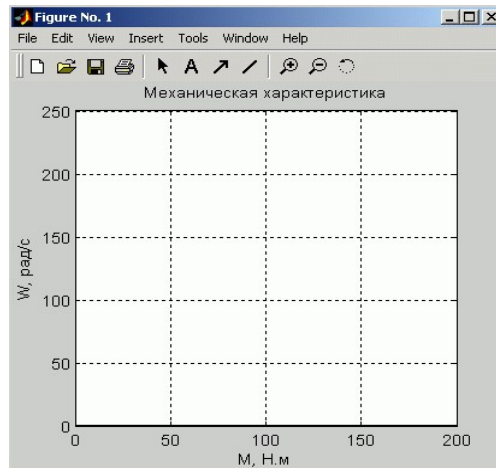 Figure No. 1
File Edit View Insert Tools Window Help
A
Механическая характеристика
250
200
150
100
50
0
W, рад/с
0 50 100 150 200
М, Н.м